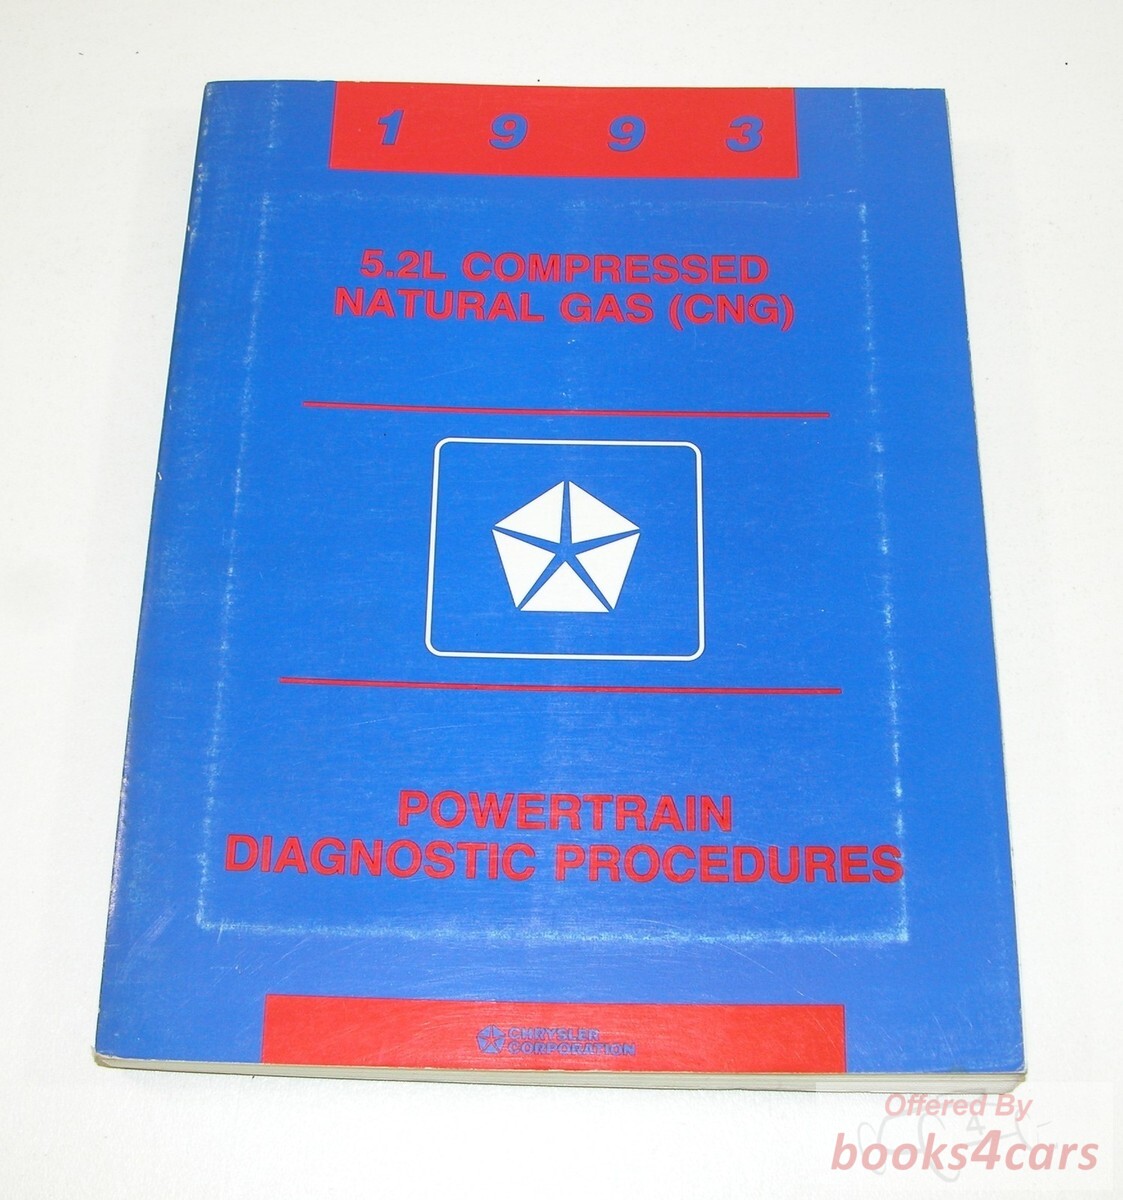 1993
5.2L COMPRESSED
NATURAL GAS (CNG)
POWERTRAIN
DIAGNOSTIC PROCEDURES
CHRYSLER
CORPORATION
Offered By
books4cars